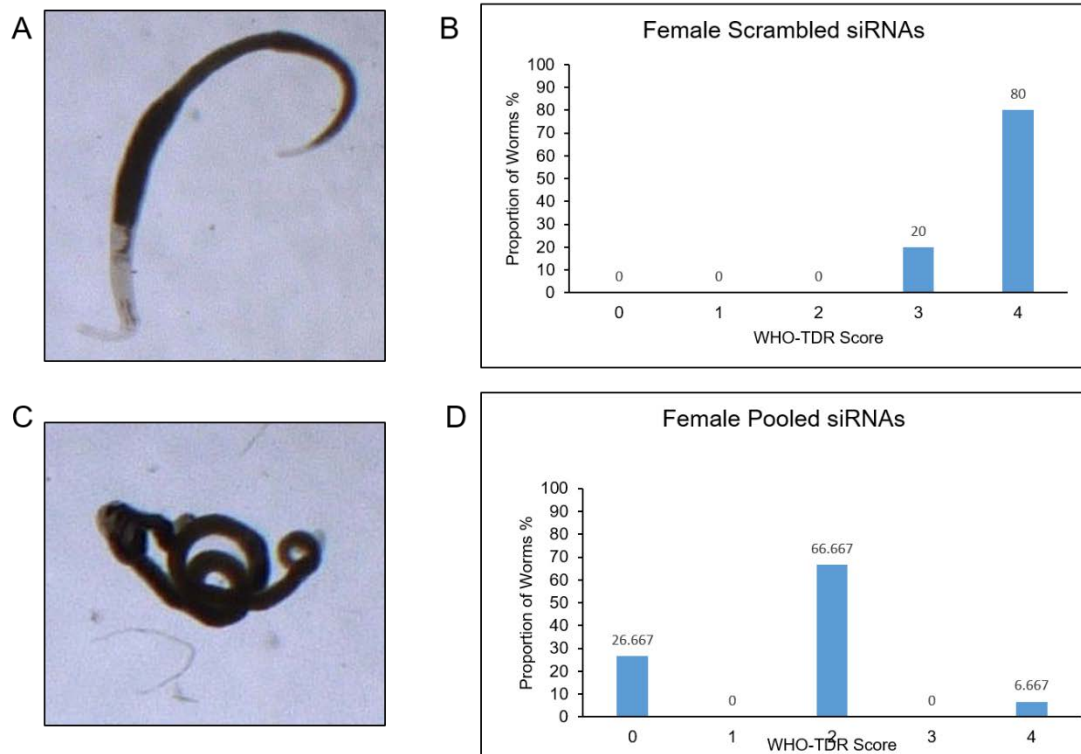 A
B
Female Scrambled siRNAs
Proportion of Worms %
100
90
80
70
60
50
40
30
20
10
0
0
0
0
20
80
0 1 2 3 4
WHO-TDR Score
C
D
Female Pooled siRNAs
Proportion of Worms %
100
90
80
70
60
50
40
30
20
10
0
26.667
0
66.667
0
6.667
0 1 2 3 4
WHO-TDR Score